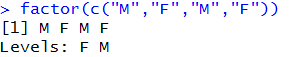 > factor(c("M","F","M","F"))
[1] M F M F
Levels: F M